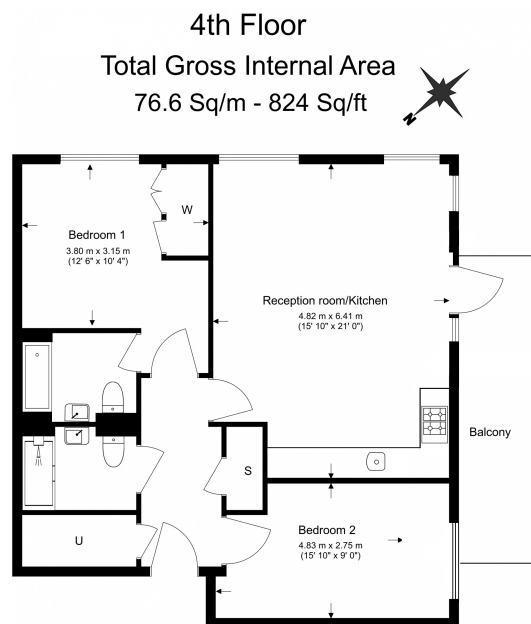 4th Floor
Total Gross Internal Area
76.6 Sq/m - 824 Sq/ft
N
W
Bedroom 1
3.80 m x 3.15 m
(12' 6" x 10' 4")
Reception room/Kitchen
4.82 m x 6.41 m
(15' 10" x 21' 0")
Balcony
S
U
Bedroom 2
4.83 m x 2.75 m
(15' 10" x 9' 0")